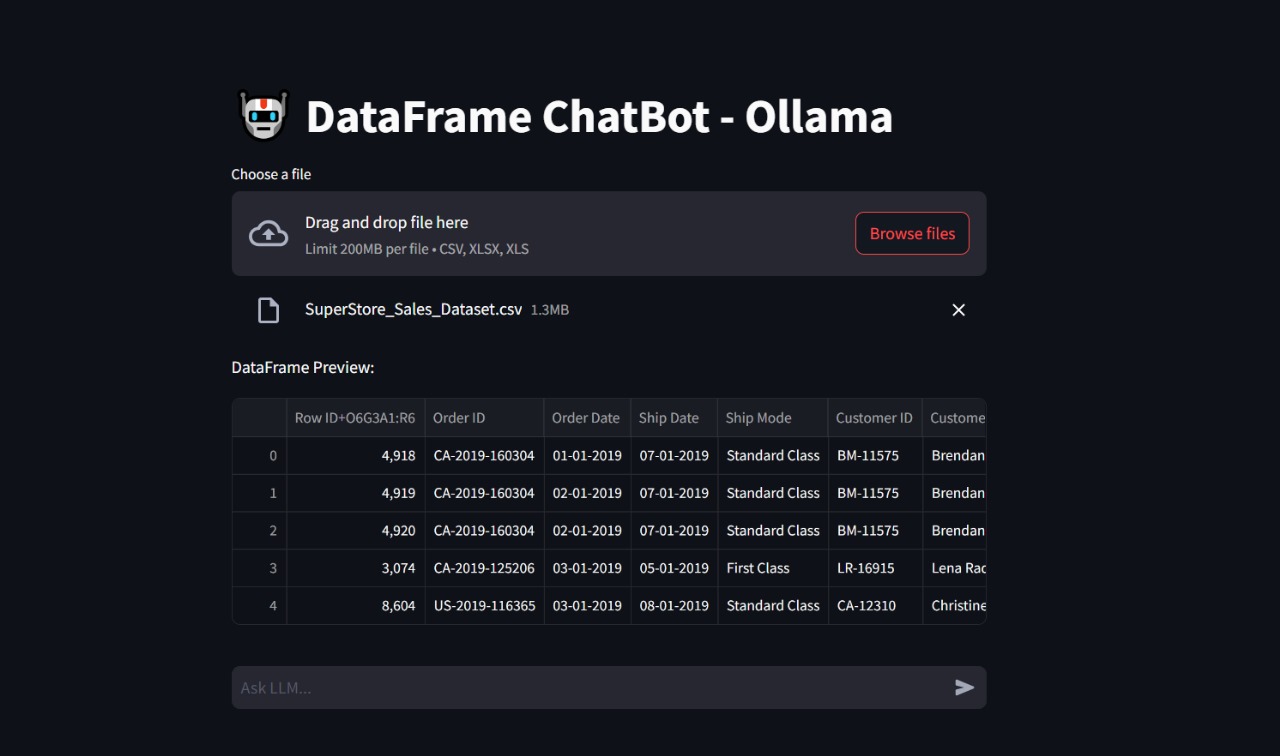 DataFrame ChatBot - Ollama
Choose a file
Drag and drop file here
Limit 200MB per file • CSV, XLSX, XLS
Browse files
SuperStore_Sales_Dataset.csv 1.3MB
DataFrame Preview:
Row ID+O6G3A1:R6 Order ID Order Date Ship Date Ship Mode Customer ID Custome
0 4,918 CA-2019-160304 01-01-2019 07-01-2019 Standard Class BM-11575 Brendan
1 4,919 CA-2019-160304 02-01-2019 07-01-2019 Standard Class BM-11575 Brendan
2 4,920 CA-2019-160304 02-01-2019 07-01-2019 Standard Class BM-11575 Brendan
3 3,074 CA-2019-125206 03-01-2019 05-01-2019 First Class LR-16915 Lena Rad
4 8,604 US-2019-116365 03-01-2019 08-01-2019 Standard Class CA-12310 Christine
Ask LLM...